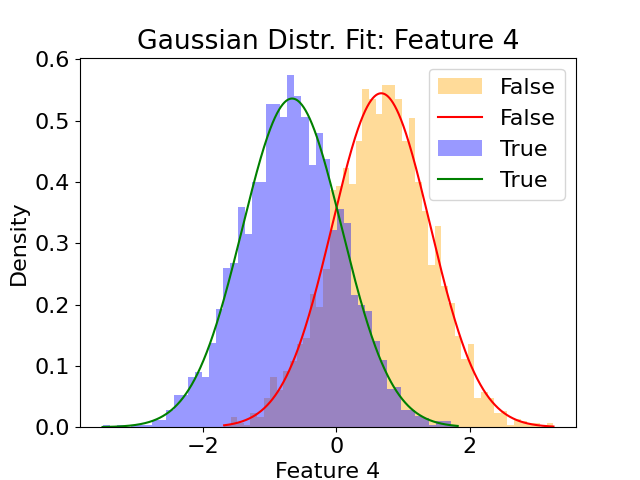 Gaussian Distr. Fit: Feature 4
0.6
0.5
0.4
0.3
0.2
0.1
0.0
Density
False
False
True
True
−2
0
2
Feature 4